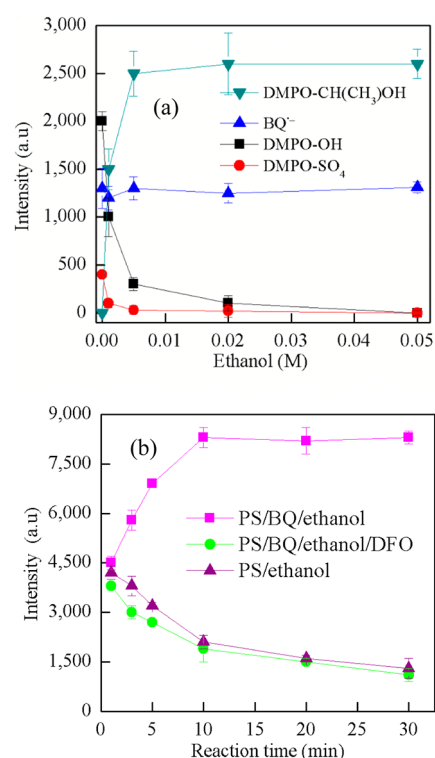 3,000
2,500
2,000
1,500
1,000
500
0
Intensity (a.u)
(a)
DMPO-CH(CH₃)OH
BQ·−
DMPO-OH
DMPO-SO₄
0.00 0.01 0.02 0.03 0.04 0.05
Ethanol (M)
9,000
7,500
6,000
4,500
3,000
1,500
0
Intensity (a.u)
(b)
PS/BQ/ethanol
PS/BQ/ethanol/DFO
PS/ethanol
0 5 10 15 20 25 30
Reaction time (min)